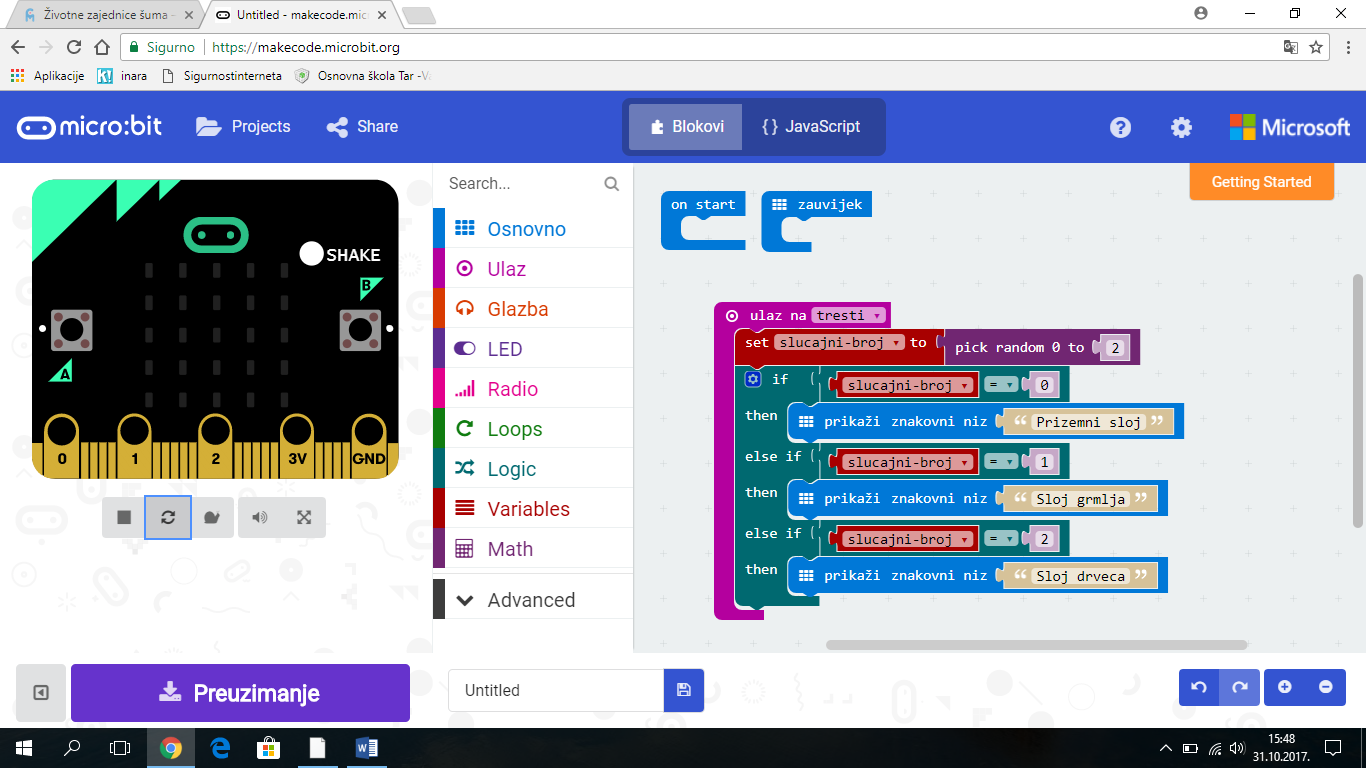 Životne zajednice šuma -
Untitled - makecode.mic
Sigurno
https://makecode.microbit.org
Aplikacije
inara
Sigurnostinterneta
Osnovna škola Tar -V
micro:bit
Projects
Share
Blokovi
{} JavaScript
Microsoft
Search...
Getting Started
SHAKE
B
A
0 1 2 3V GND
Osnovno
Ulaz
Glazba
LED
Radio
Loops
Logic
Variables
Math
Advanced
on start
zauvijek
ulaz na tresti
set slucajni-broj to pick random 0 to 2
if slucajni-broj = 0
then prikaži znakovni niz “ Prizemni sloj ”
else if slucajni-broj = 1
then prikaži znakovni niz “ Sloj grmlja ”
else if slucajni-broj = 2
then prikaži znakovni niz “ Sloj drveca ”
Preuzimanje
Untitled
15:48
31.10.2017.